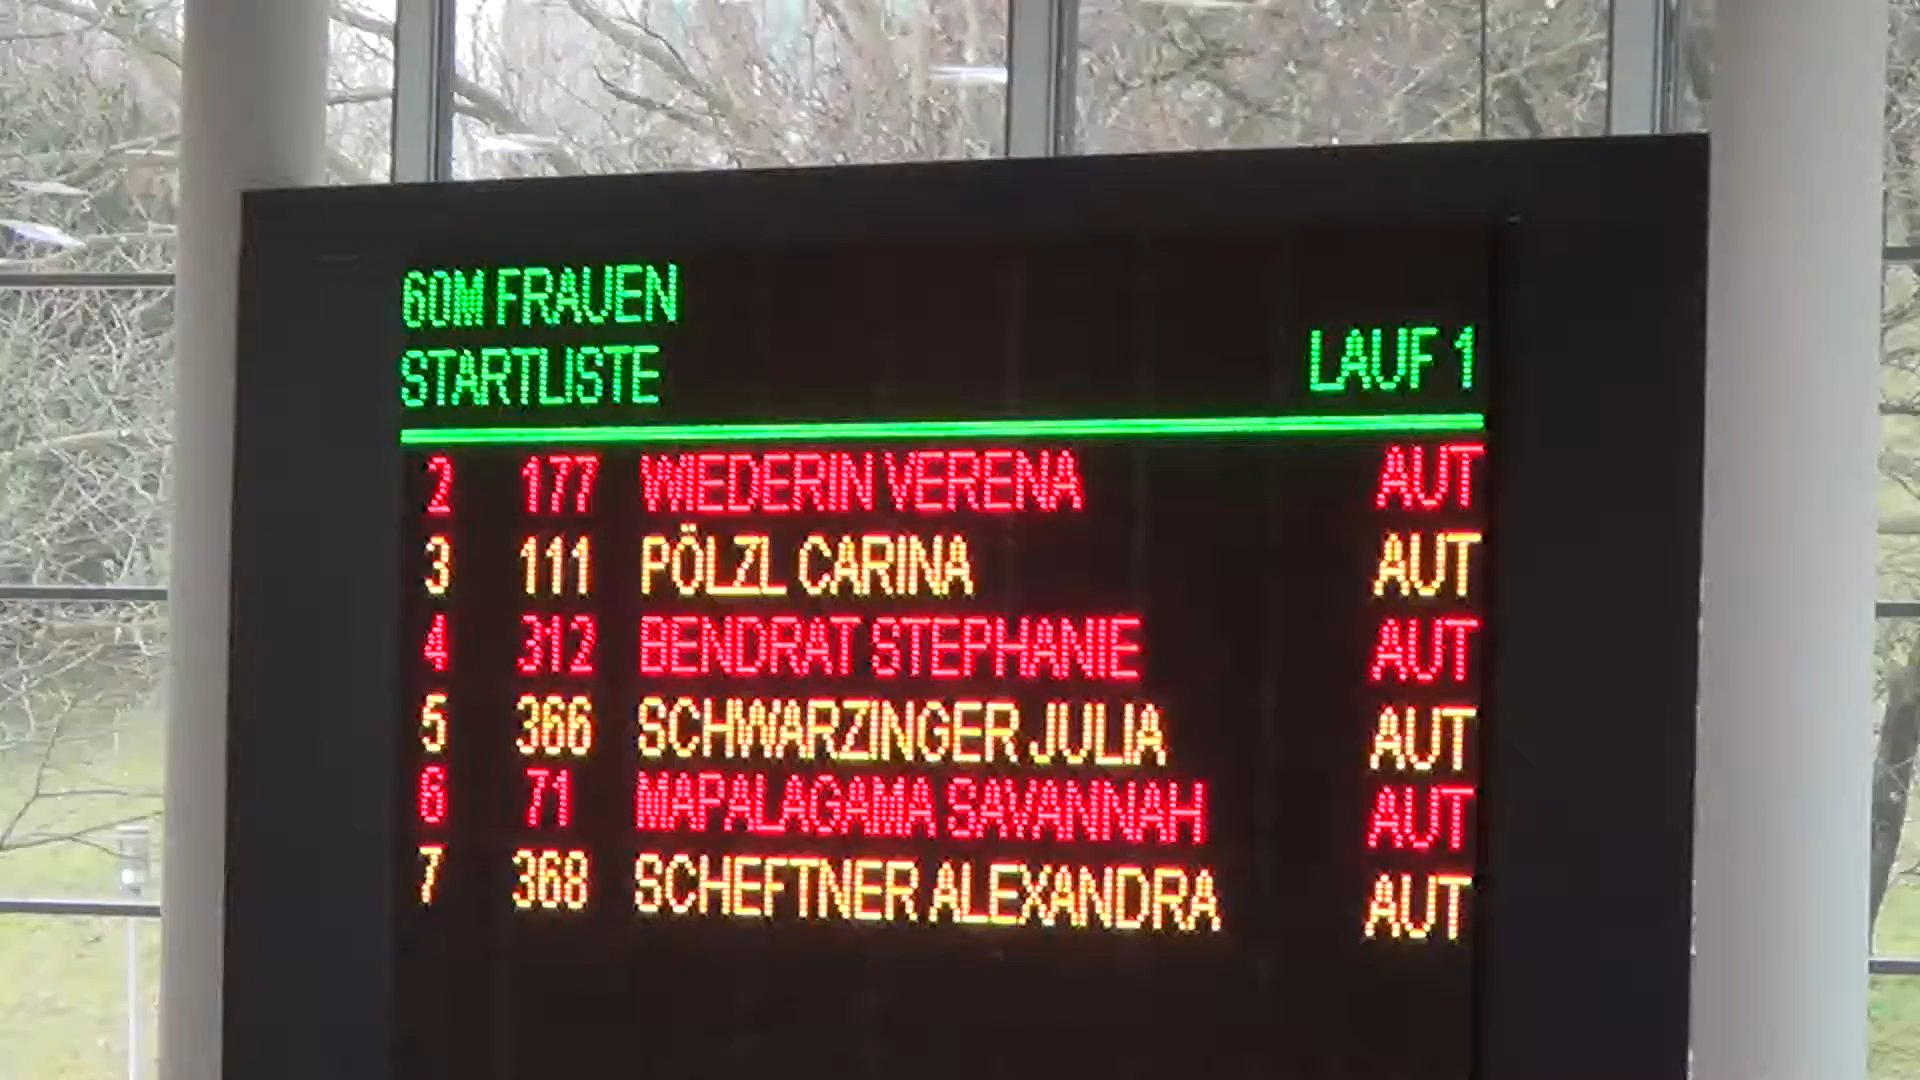 60M FRAUEN
STARTLISTE LAUF 1
2 177 WIEDERIN VERENA AUT
3 111 PÖLZL CARINA AUT
4 312 BENDRAT STEPHANIE AUT
5 366 SCHWARZINGER JULIA AUT
6 71 MAPALAGAMA SAVANNAH AUT
7 368 SCHEFTNER ALEXANDRA AUT